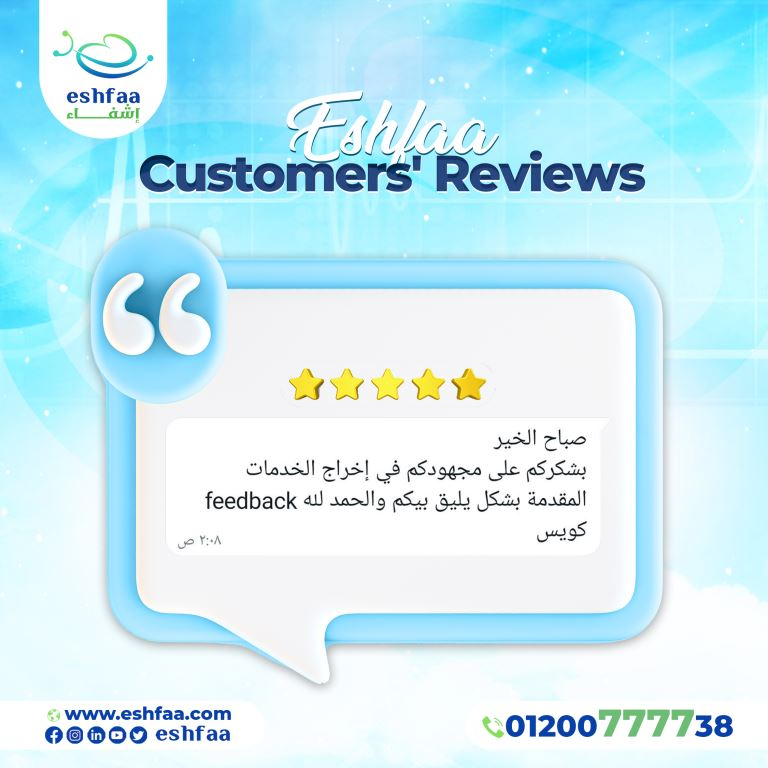 eshfaa
إشفاء
Eshfaa
Customers' Reviews
صباح الخير
بشكركم على مجهودكم في إخراج الخدمات
المقدمة بشكل يليق بيكم والحمد لله feedback
كويس
٢:٠٨ ص
www.eshfaa.com
eshfaa
01200777738